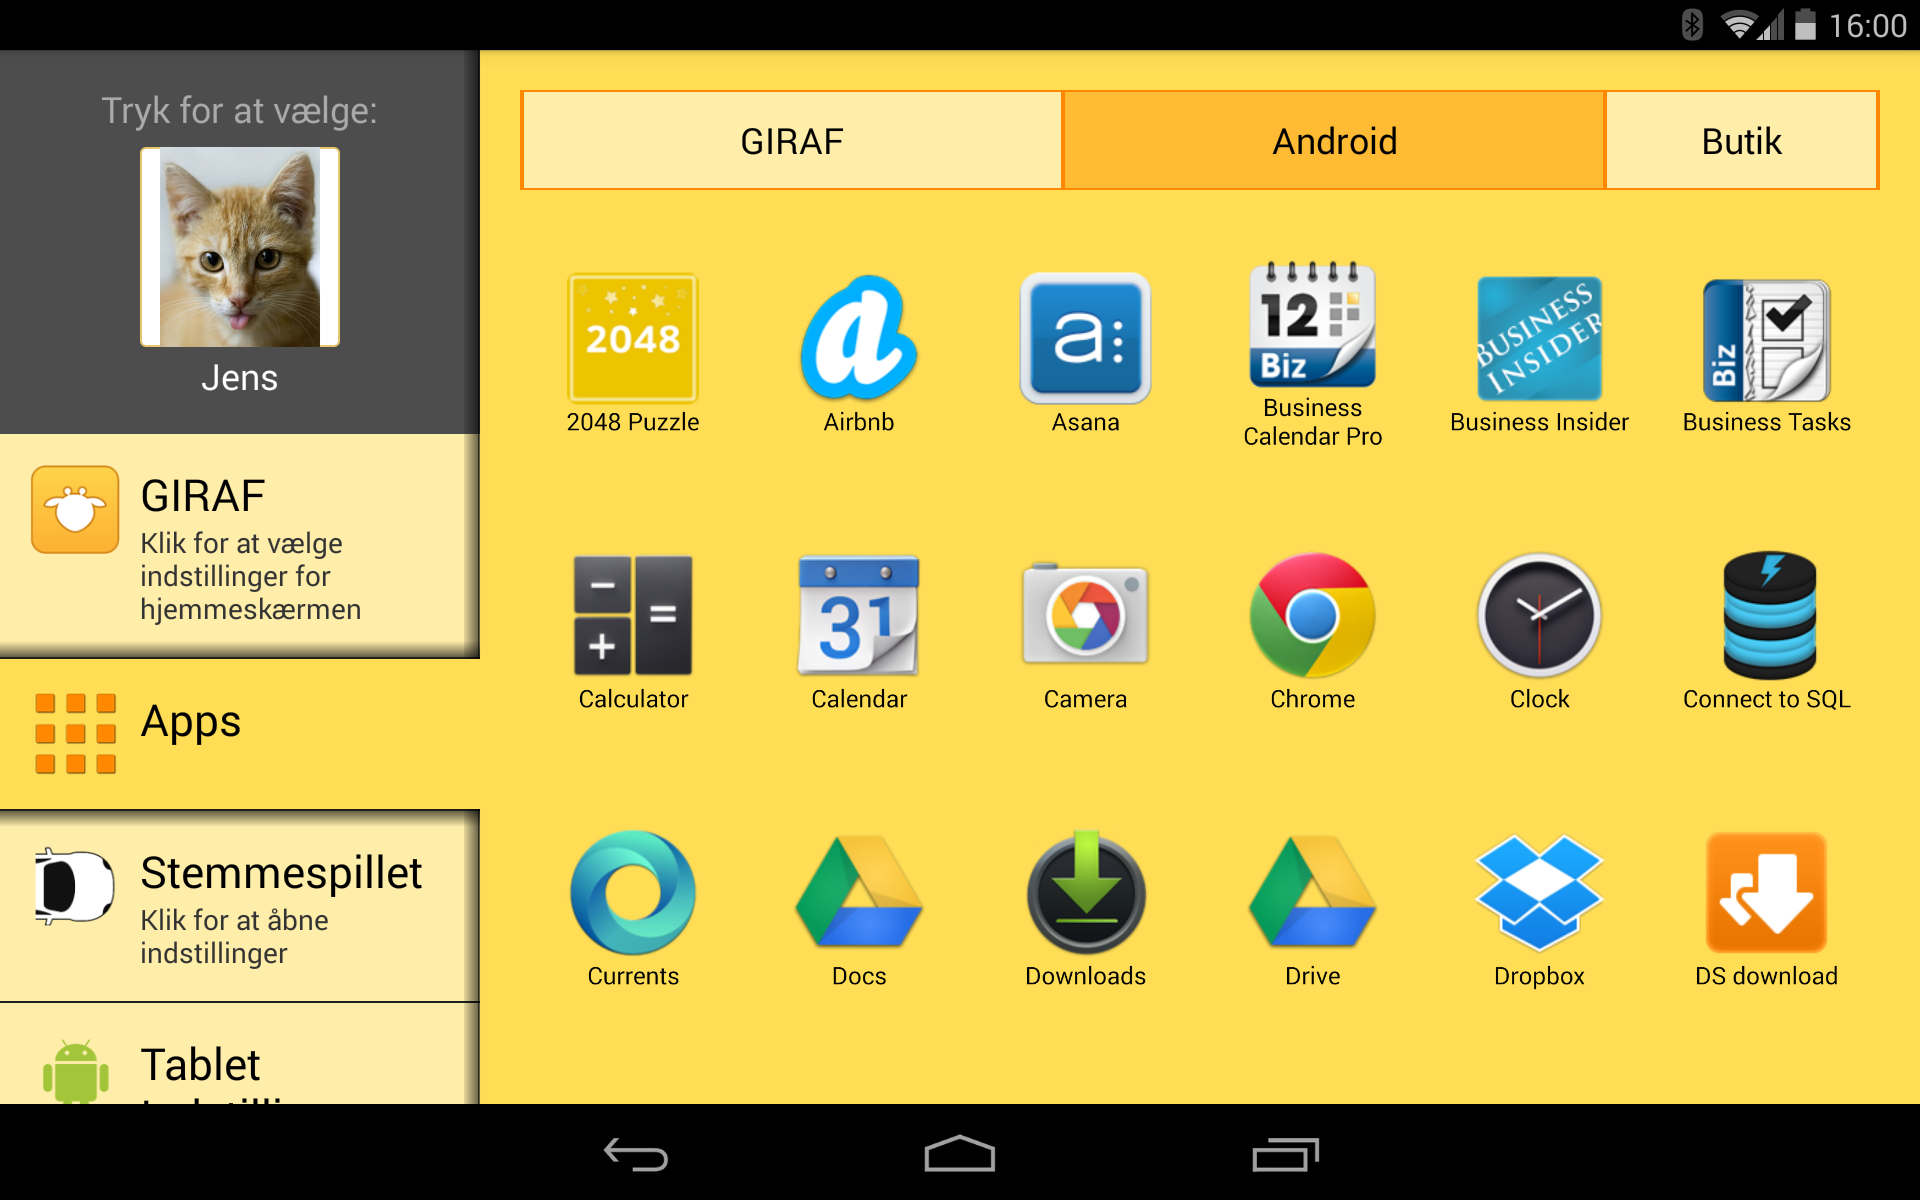 16:00
Tryk for at vælge:
Jens
GIRAF
Klik for at vælge
indstillinger for
hjemmeskærmen
Apps
Stemmespillet
Klik for at åbne
indstillinger
Tablet
GIRAF
Android
Butik
2048
2048 Puzzle
a
Airbnb
a:
Asana
12
Biz
Business
Calendar Pro
BUSINESS
INSIDER
Business Insider
Biz
Business Tasks
Calculator
31
Calendar
Camera
Chrome
Clock
Connect to SQL
Currents
Docs
Downloads
Drive
Dropbox
DS download